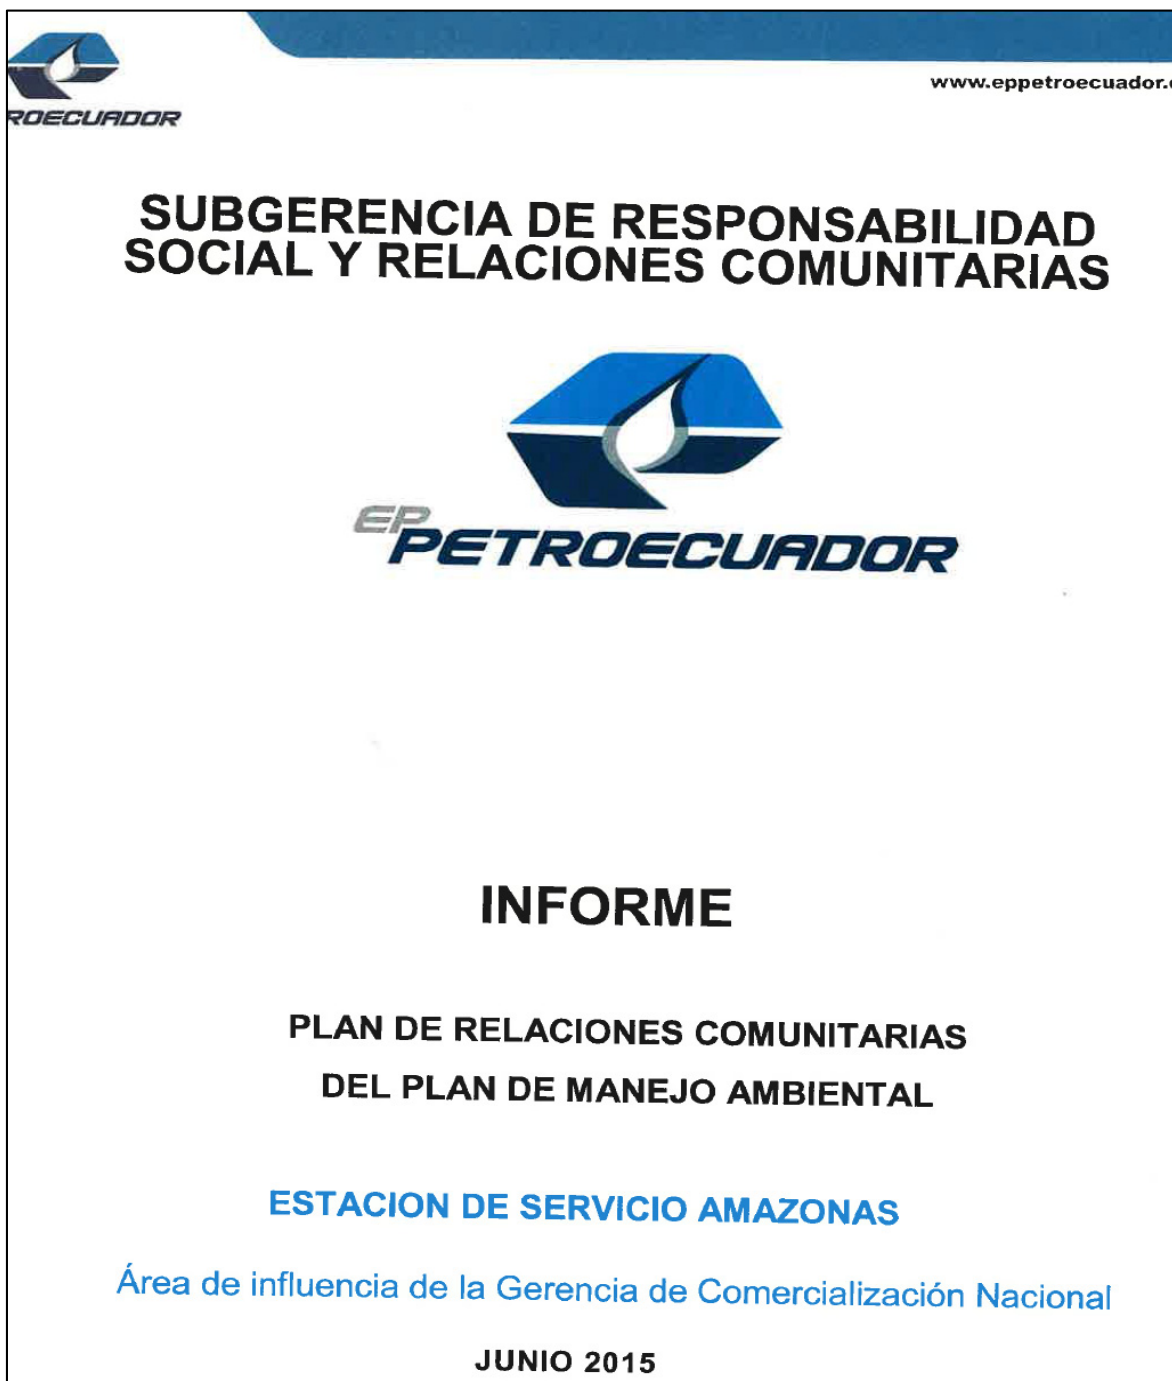 www.eppetroecuador.
ROECUADOR
SUBGERENCIA DE RESPONSABILIDAD
SOCIAL Y RELACIONES COMUNITARIAS
EP
PETROECUADOR
INFORME
PLAN DE RELACIONES COMUNITARIAS
DEL PLAN DE MANEJO AMBIENTAL
ESTACION DE SERVICIO AMAZONAS
Área de influencia de la Gerencia de Comercialización Nacional
JUNIO 2015